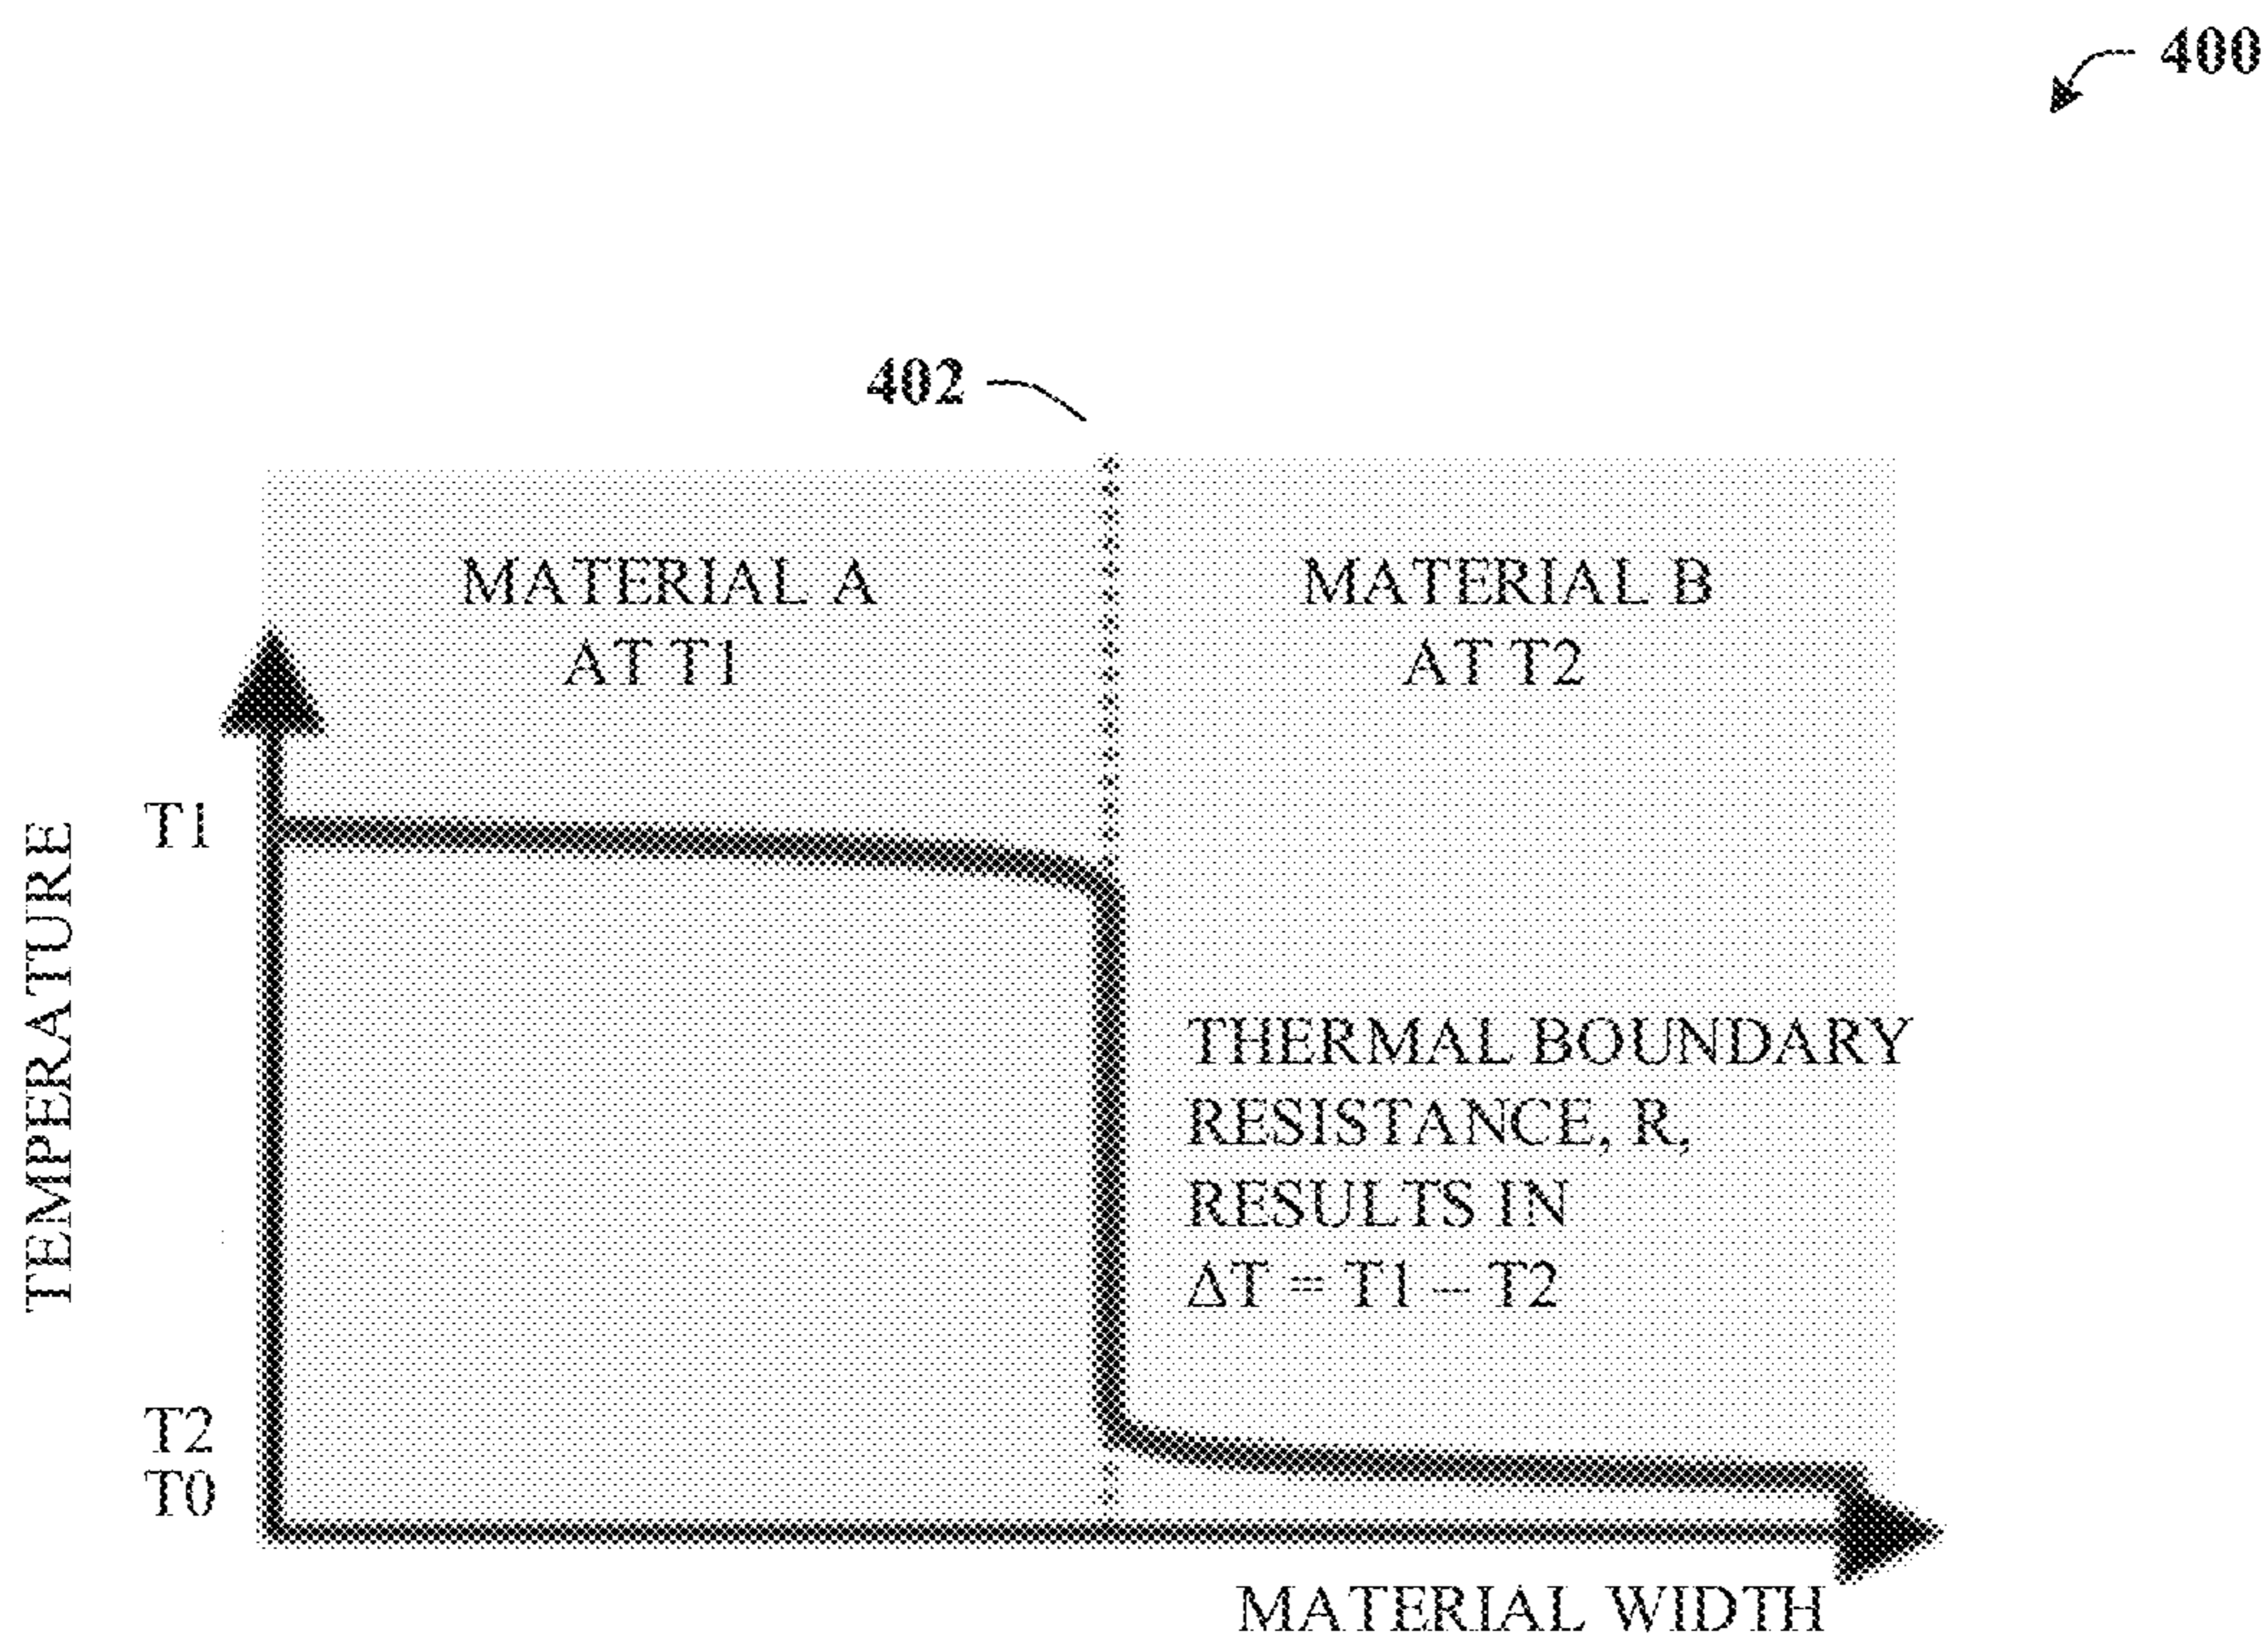 400
402
MATERIAL A
AT T1
MATERIAL B
AT T2
T1
TEMPERATURE
THERMAL BOUNDARY
RESISTANCE, R,
RESULTS IN
ΔT = T1 – T2
T2
T0
MATERIAL WIDTH